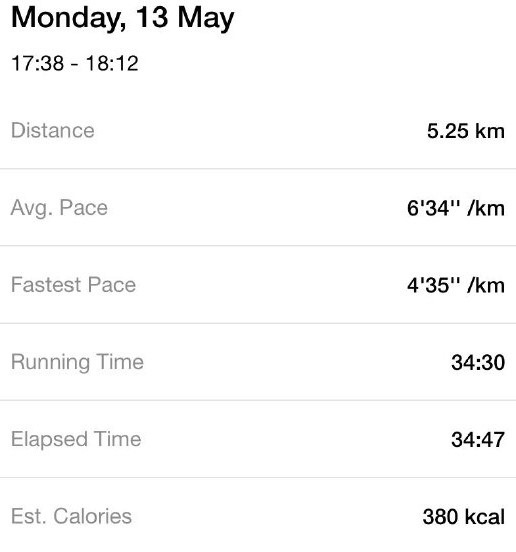 Monday, 13 May
17:38 - 18:12
Distance 5.25 km
Avg. Pace 6'34'' /km
Fastest Pace 4'35'' /km
Running Time 34:30
Elapsed Time 34:47
Est. Calories 380 kcal